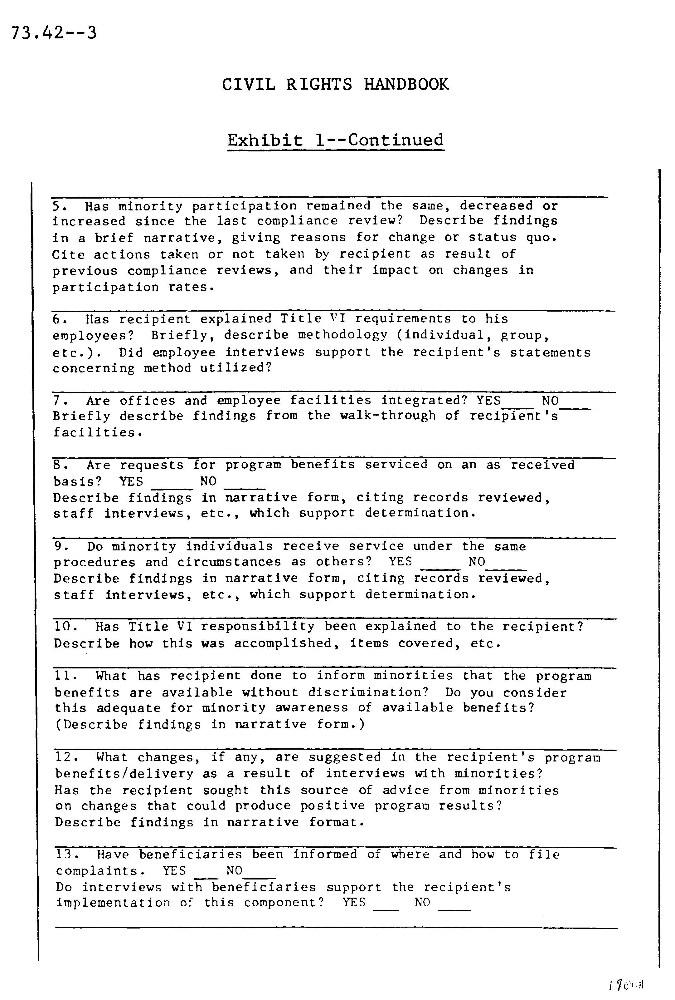 73.42--3
CIVIL RIGHTS HANDBOOK
Exhibit 1--Continued
5. Has minority participation remained the same, decreased or
increased since the last compliance review? Describe findings
in a brief narrative, giving reasons for change or status quo.
Cite actions taken or not taken by recipient as result of
previous compliance reviews, and their impact on changes in
participation rates.
6. Has recipient explained Title VI requirements to his
employees? Briefly, describe methodology (individual, group,
etc.). Did employee interviews support the recipient's statements
concerning method utilized?
7. Are offices and employee facilities integrated? YES____ NO____
Briefly describe findings from the walk-through of recipient's
facilities.
8. Are requests for program benefits serviced on an as received
basis? YES _____ NO _____
Describe findings in narrative form, citing records reviewed,
staff interviews, etc., which support determination.
9. Do minority individuals receive service under the same
procedures and circumstances as others? YES _____ NO_____
Describe findings in narrative form, citing records reviewed,
staff interviews, etc., which support determination.
10. Has Title VI responsibility been explained to the recipient?
Describe how this was accomplished, items covered, etc.
11. What has recipient done to inform minorities that the program
benefits are available without discrimination? Do you consider
this adequate for minority awareness of available benefits?
(Describe findings in narrative form.)
12. What changes, if any, are suggested in the recipient's program
benefits/delivery as a result of interviews with minorities?
Has the recipient sought this source of advice from minorities
on changes that could produce positive program results?
Describe findings in narrative format.
13. Have beneficiaries been informed of where and how to file
complaints. YES ___ NO____
Do interviews with beneficiaries support the recipient's
implementation of this component? YES ___ NO ____